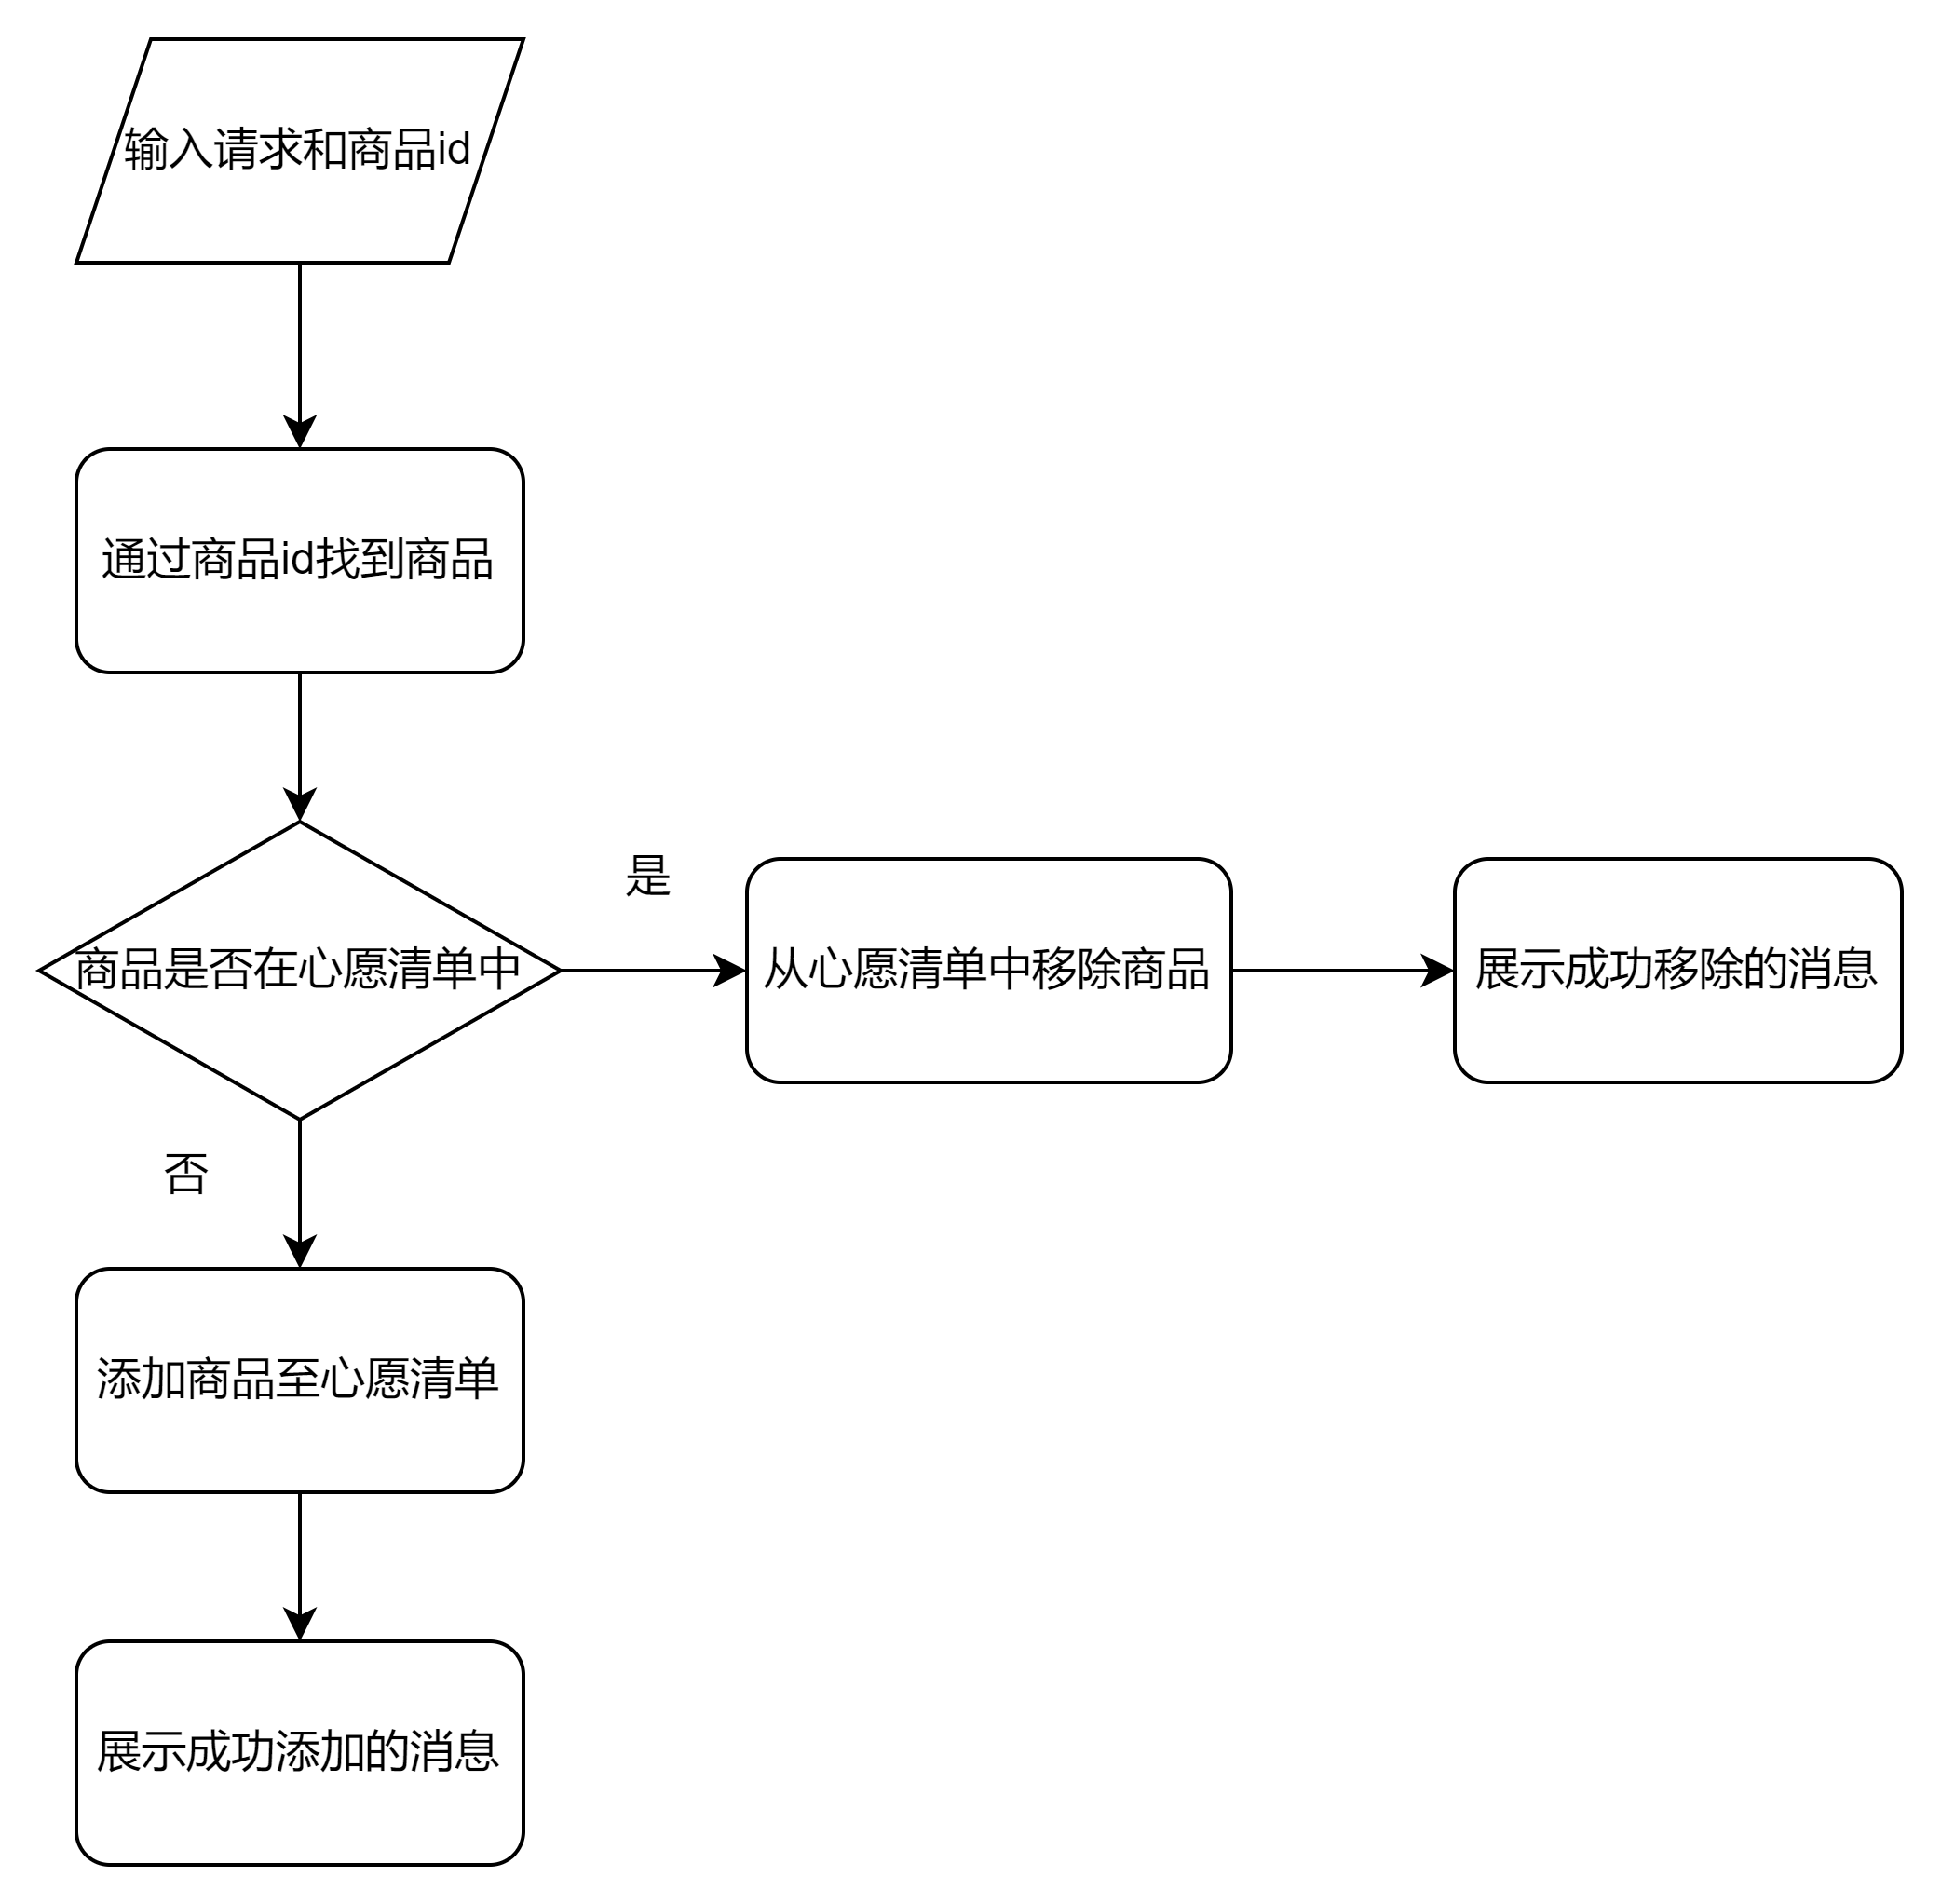 输入请求和商品id
通过商品id找到商品
是
商品是否在心愿清单中
从心愿清单中移除商品
展示成功移除的消息
否
添加商品至心愿清单
展示成功添加的消息